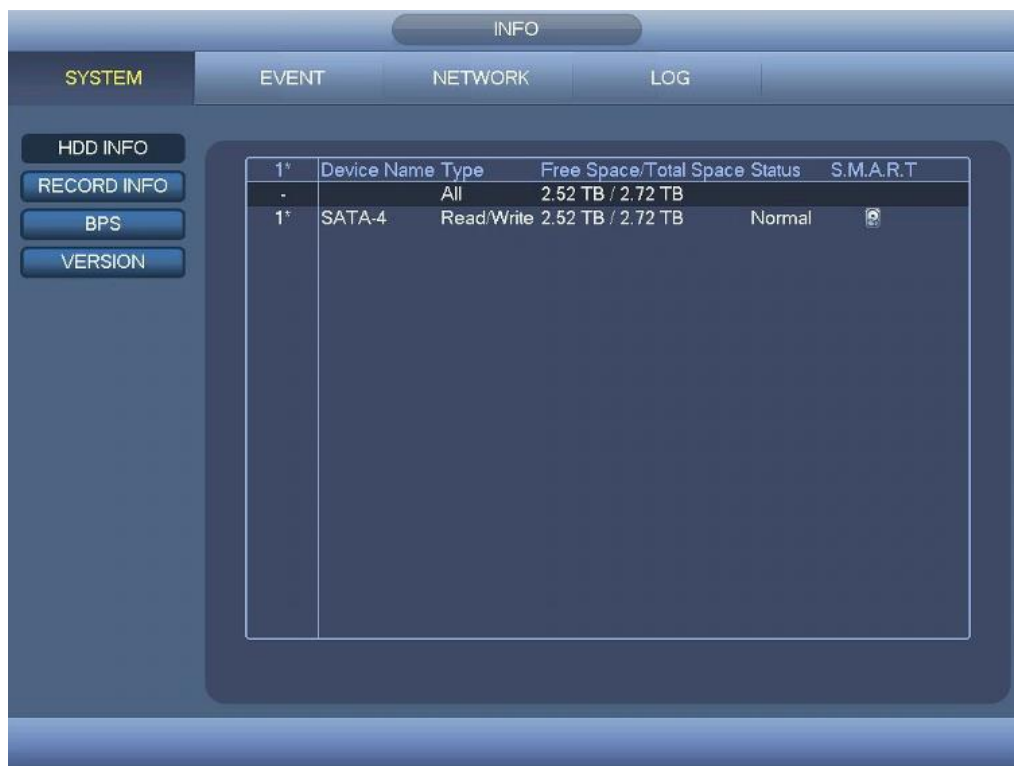 INFO
SYSTEM EVENT NETWORK LOG
HDD INFO
RECORD INFO
BPS
VERSION
1* Device Name Type Free Space/Total Space Status S.M.A.R.T
- All 2.52 TB / 2.72 TB
1* SATA-4 Read/Write 2.52 TB / 2.72 TB Normal